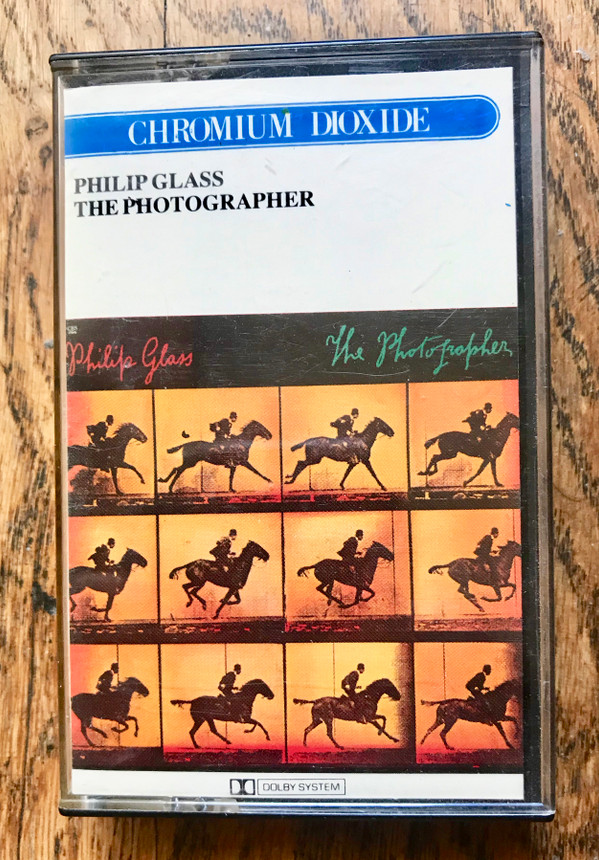 CHROMIUM DIOXIDE
PHILIP GLASS
THE PHOTOGRAPHER
Philip Glass The Photographer
DOLBY SYSTEM